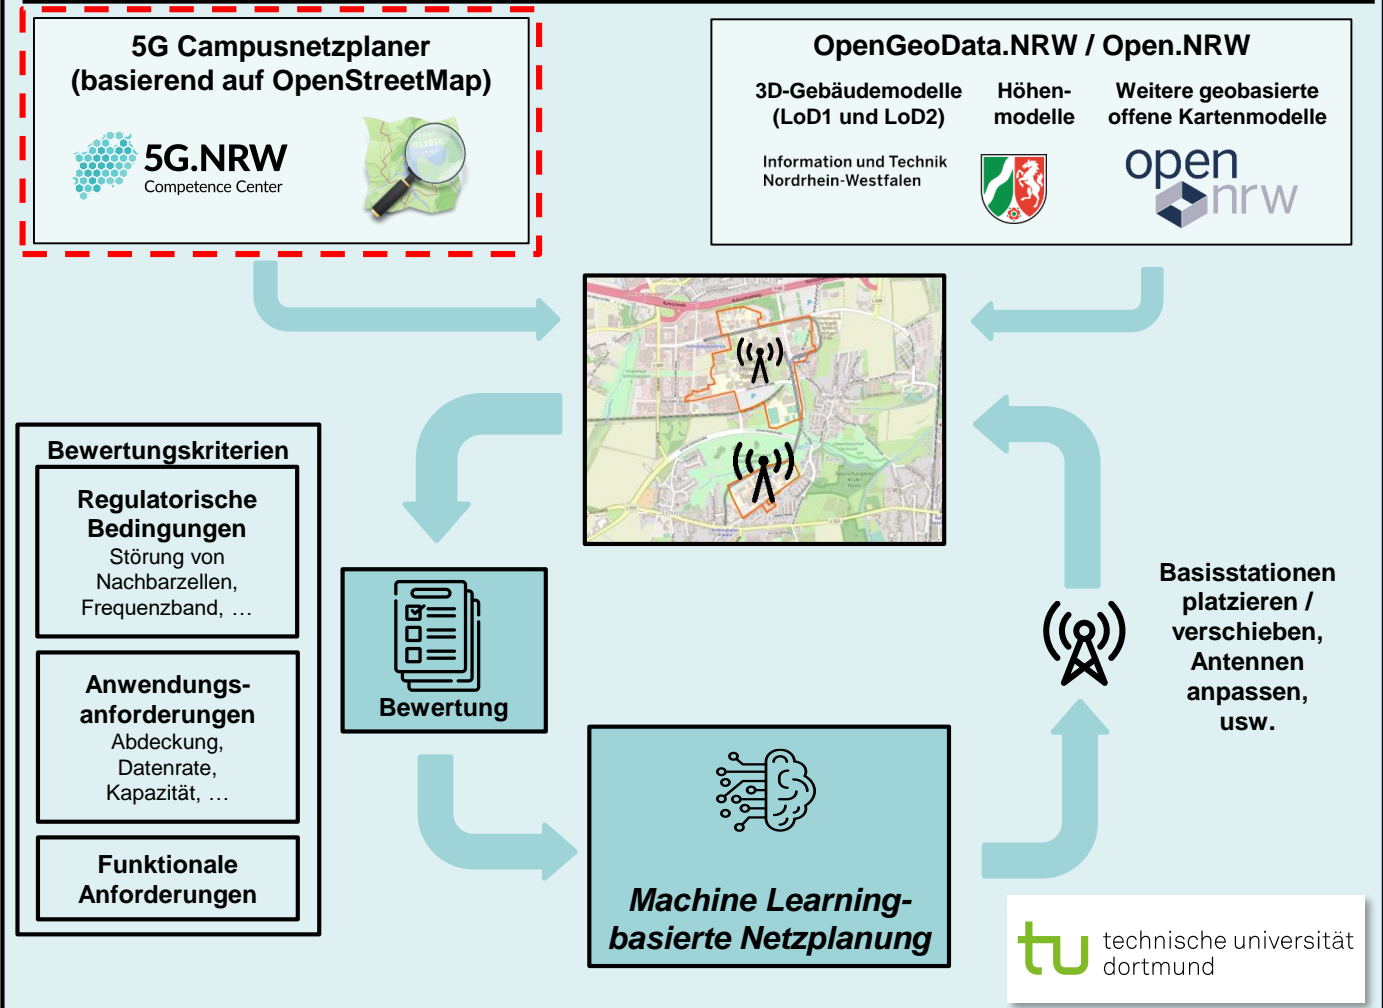 5G Campusnetzplaner
(basierend auf OpenStreetMap)
5G.NRW
Competence Center
OpenGeoData.NRW / Open.NRW
3D-Gebäudemodelle
(LoD1 und LoD2)
Höhen-
modelle
Weitere geobasierte
offene Kartenmodelle
Information und Technik
Nordrhein-Westfalen
open
nrw
Bewertungskriterien
Regulatorische
Bedingungen
Störung von
Nachbarzellen,
Frequenzband, …
Anwendungs-
anforderungen
Abdeckung,
Datenrate,
Kapazität, …
Funktionale
Anforderungen
Bewertung
Machine Learning-
basierte Netzplanung
Basisstationen
platzieren /
verschieben,
Antennen
anpassen,
usw.
tu
technische universität
dortmund